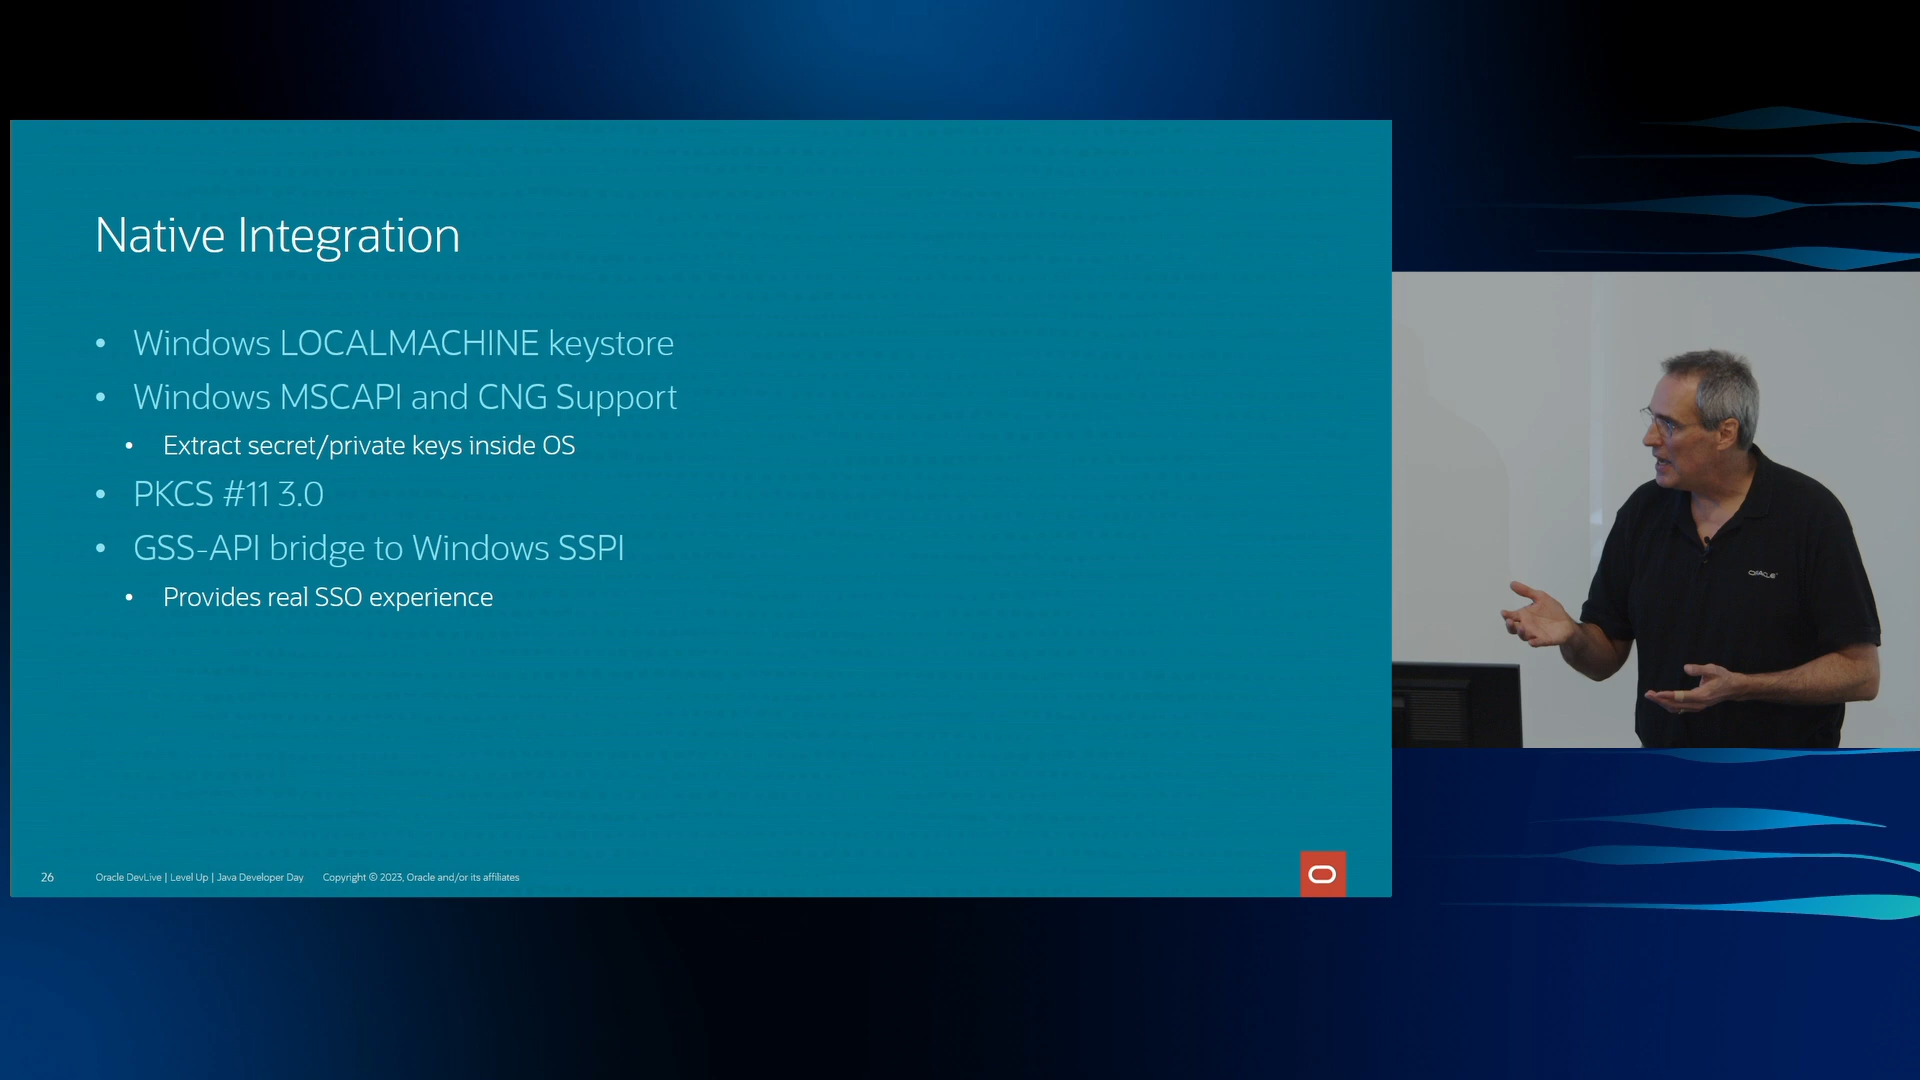 Native Integration
• Windows LOCALMACHINE keystore
• Windows MSCAPI and CNG Support
• Extract secret/private keys inside OS
• PKCS #11 3.0
• GSS-API bridge to Windows SSPI
• Provides real SSO experience
26 Oracle DevLive | Level Up | Java Developer Day Copyright © 2023, Oracle and/or its affiliates
ORACLE